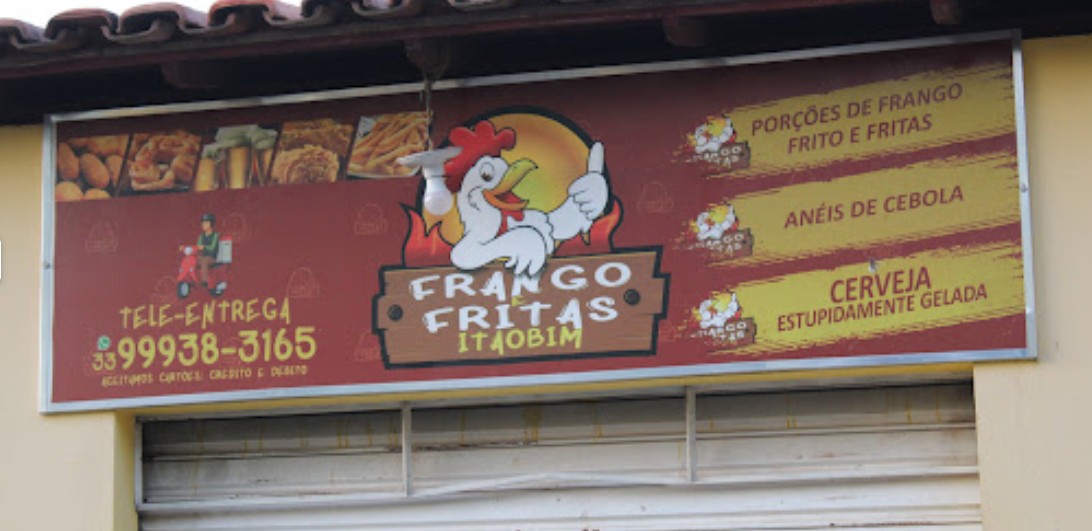 TELE-ENTREGA
33 99938-3165
ACEITAMOS CARTÕES: CREDITO E DEBITO
FRANGO
FRITAS
ITAOBIM
PORÇÕES DE FRANGO
FRITO E FRITAS
ANÉIS DE CEBOLA
CERVEJA
ESTUPIDAMENTE GELADA